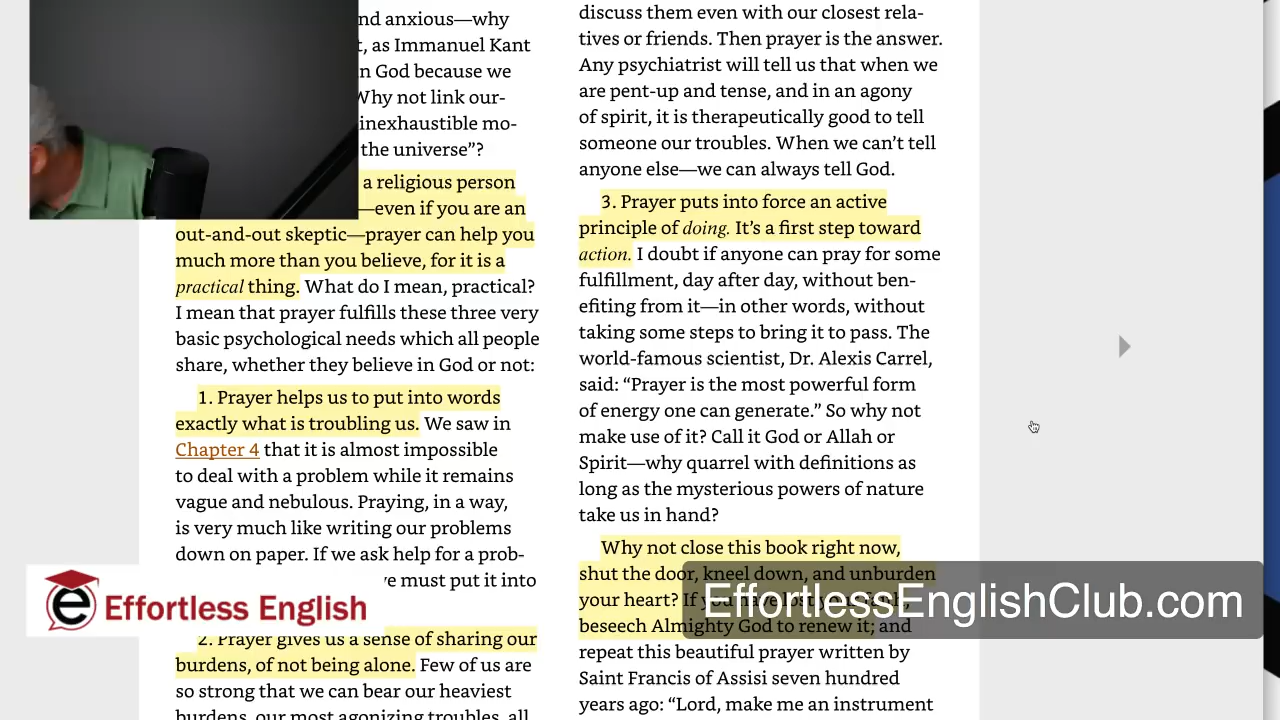 nd anxious—why
t, as Immanuel Kant
n God because we
Why not link our-
inexhaustible mo-
the universe”?
a religious person
—even if you are an
out-and-out skeptic—prayer can help you
much more than you believe, for it is a
practical thing. What do I mean, practical?
I mean that prayer fulfills these three very
basic psychological needs which all people
share, whether they believe in God or not:
1. Prayer helps us to put into words
exactly what is troubling us. We saw in
Chapter 4 that it is almost impossible
to deal with a problem while it remains
vague and nebulous. Praying, in a way,
is very much like writing our problems
down on paper. If we ask help for a prob-
must put it into
2. Prayer gives us a sense of sharing our
burdens, of not being alone. Few of us are
so strong that we can bear our heaviest
burdens, our most agonizing troubles, all
discuss them even with our closest rela-
tives or friends. Then prayer is the answer.
Any psychiatrist will tell us that when we
are pent-up and tense, and in an agony
of spirit, it is therapeutically good to tell
someone our troubles. When we can’t tell
anyone else—we can always tell God.
3. Prayer puts into force an active
principle of doing. It’s a first step toward
action. I doubt if anyone can pray for some
fulfillment, day after day, without ben-
efiting from it—in other words, without
taking some steps to bring it to pass. The
world-famous scientist, Dr. Alexis Carrel,
said: “Prayer is the most powerful form
of energy one can generate.” So why not
make use of it? Call it God or Allah or
Spirit—why quarrel with definitions as
long as the mysterious powers of nature
take us in hand?
Why not close this book right now,
shut the door, kneel down, and unburden
your heart? If you have lost your faith,
beseech Almighty God to renew it; and
repeat this beautiful prayer written by
Saint Francis of Assisi seven hundred
years ago: “Lord, make me an instrument
Effortless English
EffortlessEnglishClub.com